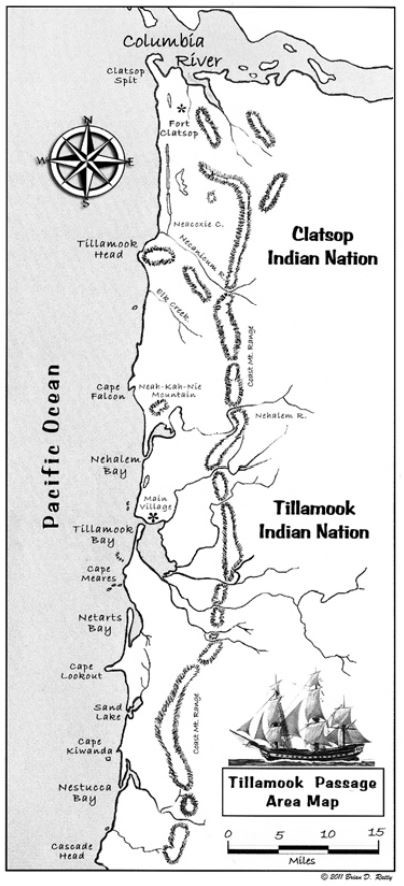 Columbia
River
Clatsop
Spit
Fort
Clatsop
N
W
E
S
Neacoxie C.
Clatsop
Indian Nation
Tillamook
Head
Necanicum R.
Elk Creek
Coast Mt. Range
Pacific Ocean
Cape
Falcon
Neah-Kah-Nie
Mountain
Nehalem R.
Nehalem
Bay
Main
Village
Tillamook
Indian Nation
Tillamook
Bay
Cape
Meares
Netarts
Bay
Cape
Lookout
Sand
Lake
Coast Mt. Range
Cape
Kiwanda
Nestucca
Bay
Tillamook Passage
Area Map
0 5 10 15
Miles
Cascade
Head
© 2011 Brian D. Ratty